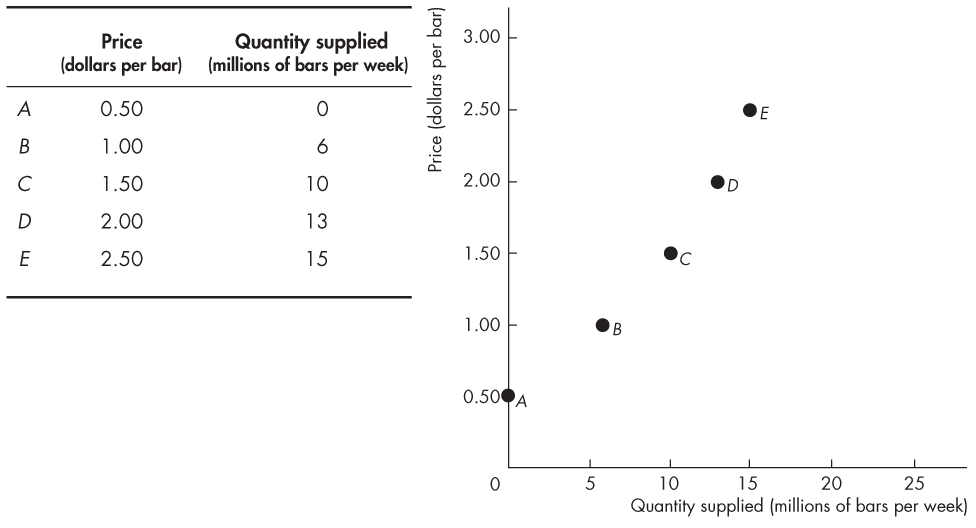 Price Quantity supplied
(dollars per bar) (millions of bars per week)
A 0.50 0
B 1.00 6
C 1.50 10
D 2.00 13
E 2.50 15
Price (dollars per bar)
3.00
2.50
2.00
1.50
1.00
0.50
E
D
C
B
A
0 5 10 15 20 25
Quantity supplied (millions of bars per week)